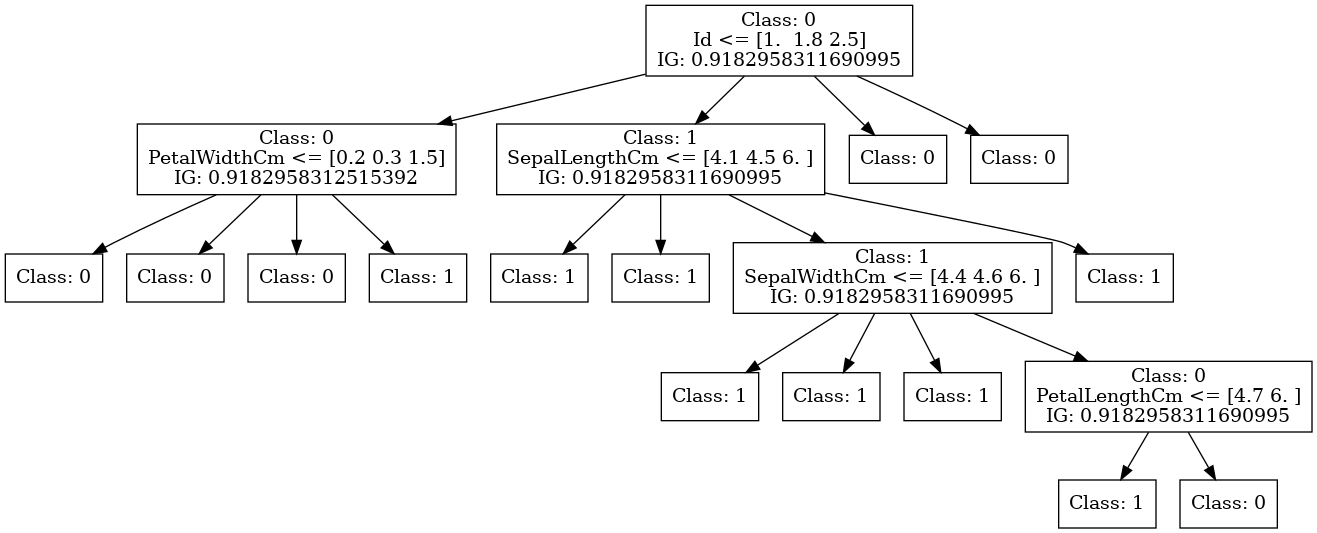 Class: 0
Id <= [1.  1.8 2.5]
IG: 0.9182958311690995
Class: 0
PetalWidthCm <= [0.2 0.3 1.5]
IG: 0.9182958312515392
Class: 1
SepalLengthCm <= [4.1 4.5 6. ]
IG: 0.9182958311690995
Class: 0
Class: 0
Class: 0
Class: 0
Class: 0
Class: 1
Class: 1
Class: 1
Class: 1
SepalWidthCm <= [4.4 4.6 6. ]
IG: 0.9182958311690995
Class: 1
Class: 1
Class: 1
Class: 1
Class: 0
PetalLengthCm <= [4.7 6. ]
IG: 0.9182958311690995
Class: 1
Class: 0